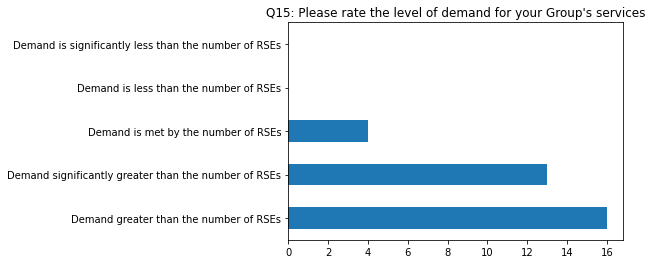 Q15: Please rate the level of demand for your Group's services
Demand is significantly less than the number of RSEs
Demand is less than the number of RSEs
Demand is met by the number of RSEs
Demand significantly greater than the number of RSEs
Demand greater than the number of RSEs
0 2 4 6 8 10 12 14 16